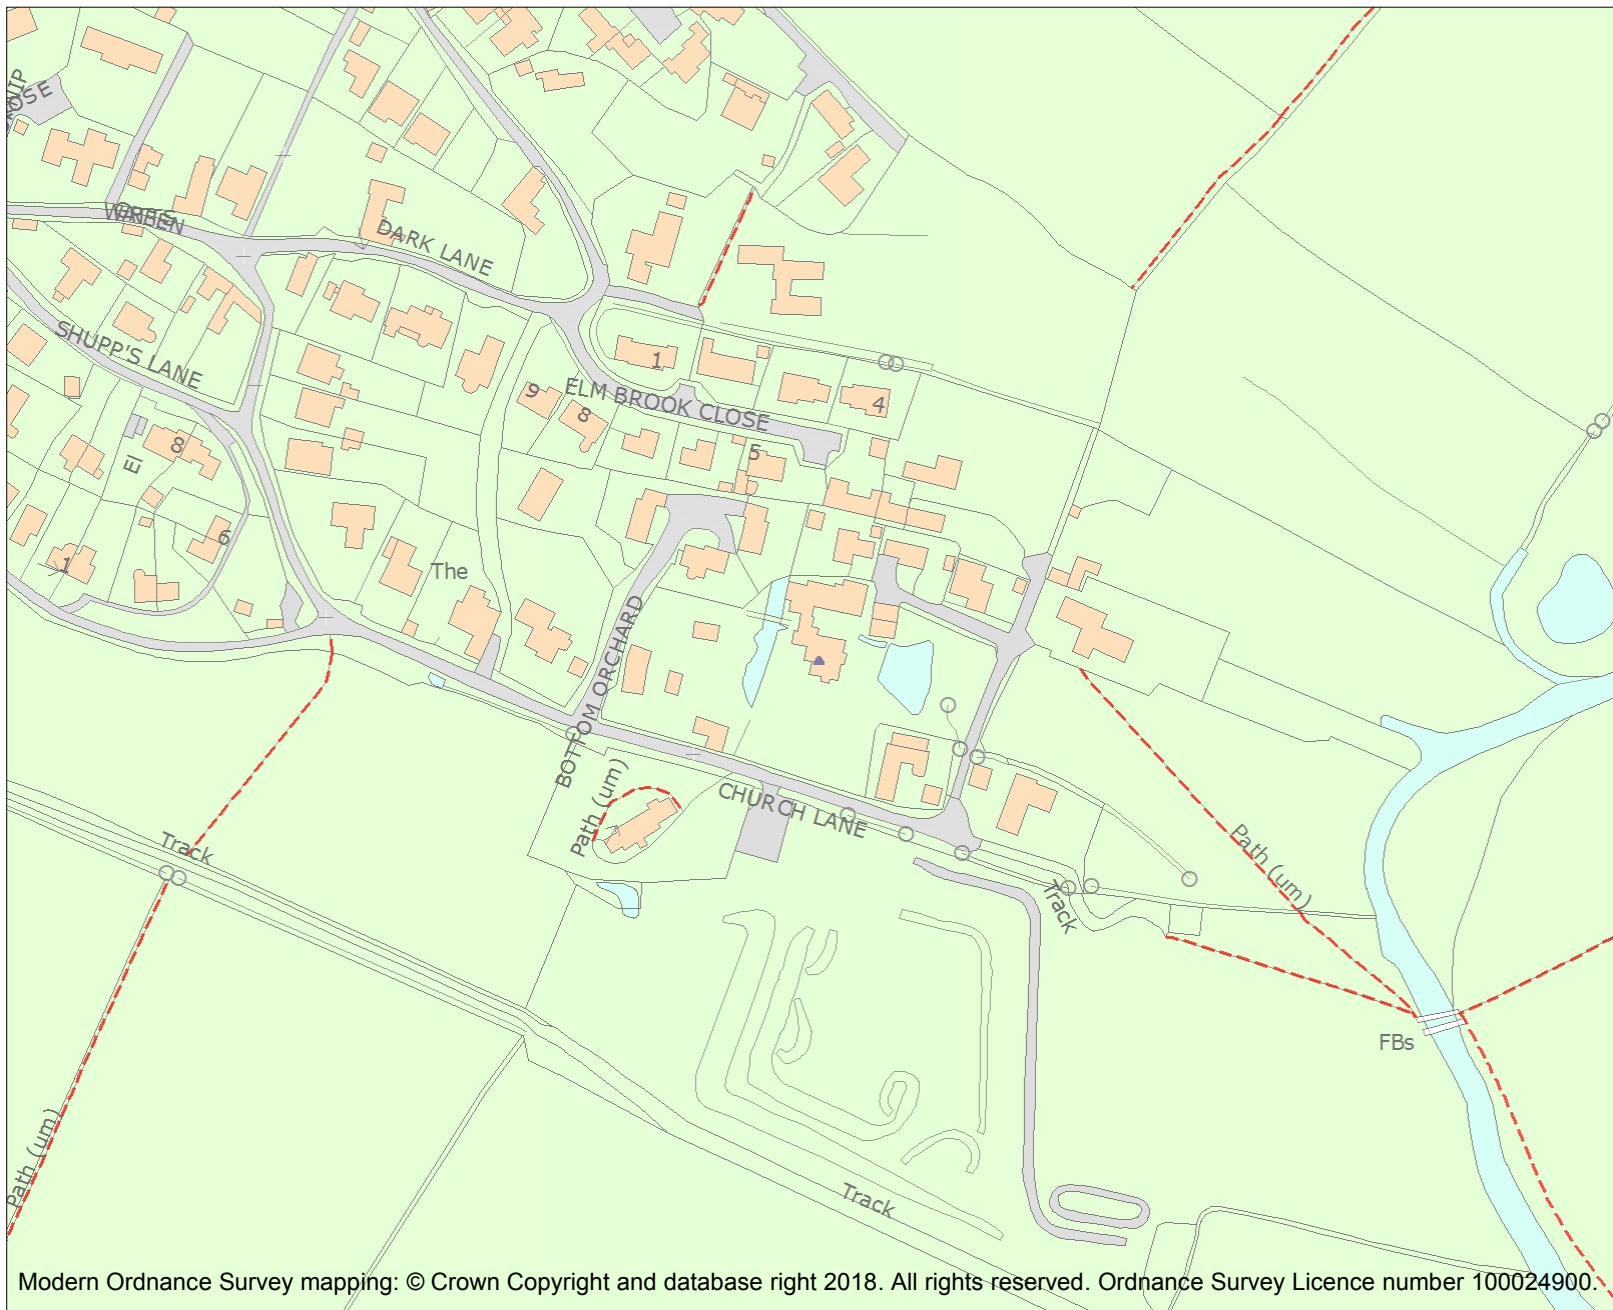 OSE
DARK LANE
SHUPP'S LANE
1
ELM BROOK CLOSE
9
8
4
5
8
El
6
1
The
BOTTOM ORCHARD
Path (um)
CHURCH LANE
Track
Path (um)
Track
FBs
Path (um)
Track
Modern Ordnance Survey mapping: © Crown Copyright and database right 2018. All rights reserved. Ordnance Survey Licence number 100024900.